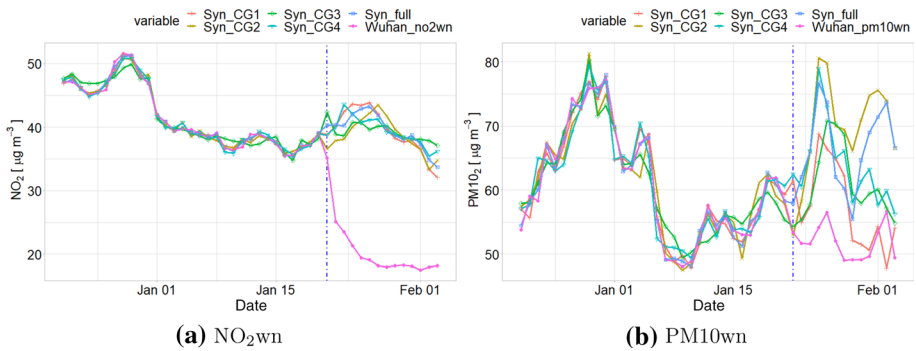 variable Syn_CG1 Syn_CG3 Syn_full
Syn_CG2 Syn_CG4 Wuhan_no2wn
NO₂ [ µg m⁻³ ]
50
40
30
20
Jan 01 Jan 15 Feb 01
Date
(a) NO₂wn
variable Syn_CG1 Syn_CG3 Syn_full
Syn_CG2 Syn_CG4 Wuhan_pm10wn
PM10₂ [ µg m⁻³ ]
80
70
60
50
Jan 01 Jan 15 Feb 01
Date
(b) PM10wn